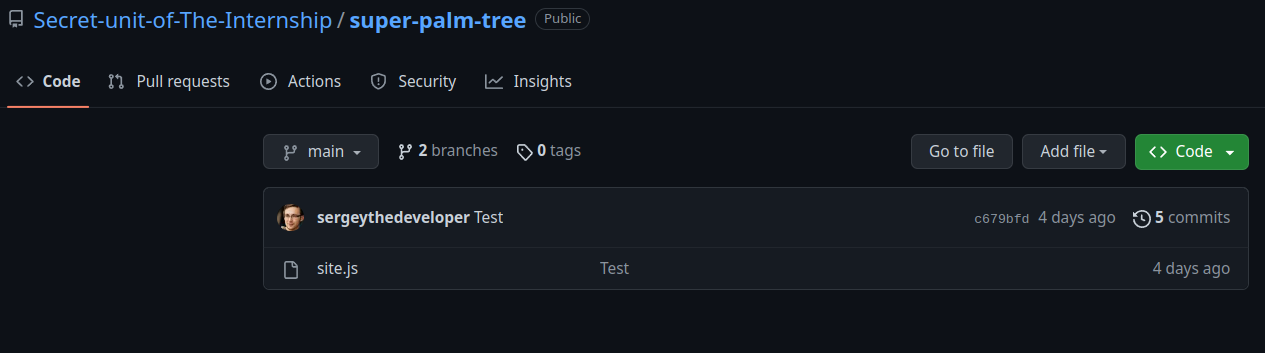 Secret-unit-of-The-Internship / super-palm-tree Public
Code Pull requests Actions Security Insights
main 2 branches 0 tags Go to file Add file Code
sergeythedeveloper Test c679bfd 4 days ago 5 commits
site.js Test 4 days ago